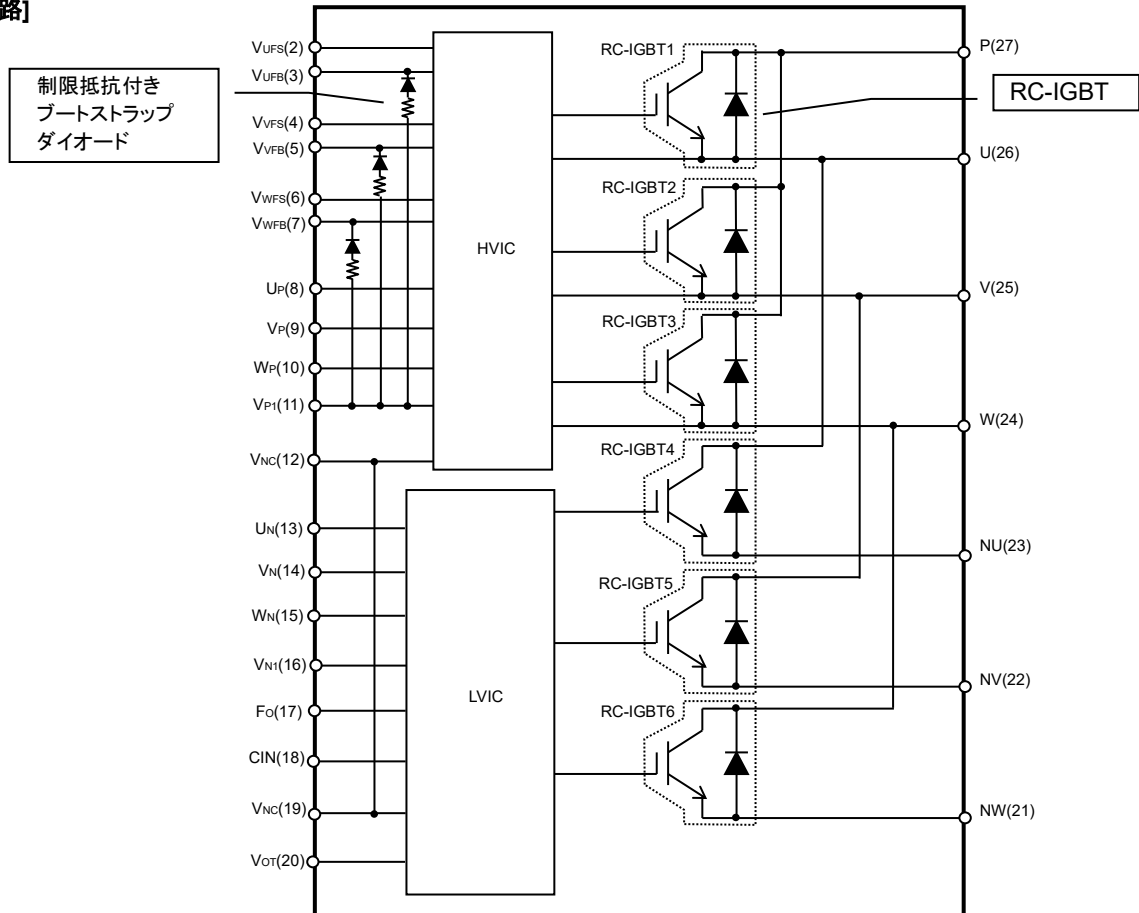 路]
制限抵抗付き
ブートストラップ
ダイオード
VUFS(2)
VUFB(3)
VVFS(4)
VVFB(5)
VWFS(6)
VWFB(7)
UP(8)
VP(9)
WP(10)
VP1(11)
VNC(12)
UN(13)
VN(14)
WN(15)
VN1(16)
FO(17)
CIN(18)
VNC(19)
VOT(20)
HVIC
LVIC
RC-IGBT1
RC-IGBT2
RC-IGBT3
RC-IGBT4
RC-IGBT5
RC-IGBT6
P(27)
RC-IGBT
U(26)
V(25)
W(24)
NU(23)
NV(22)
NW(21)